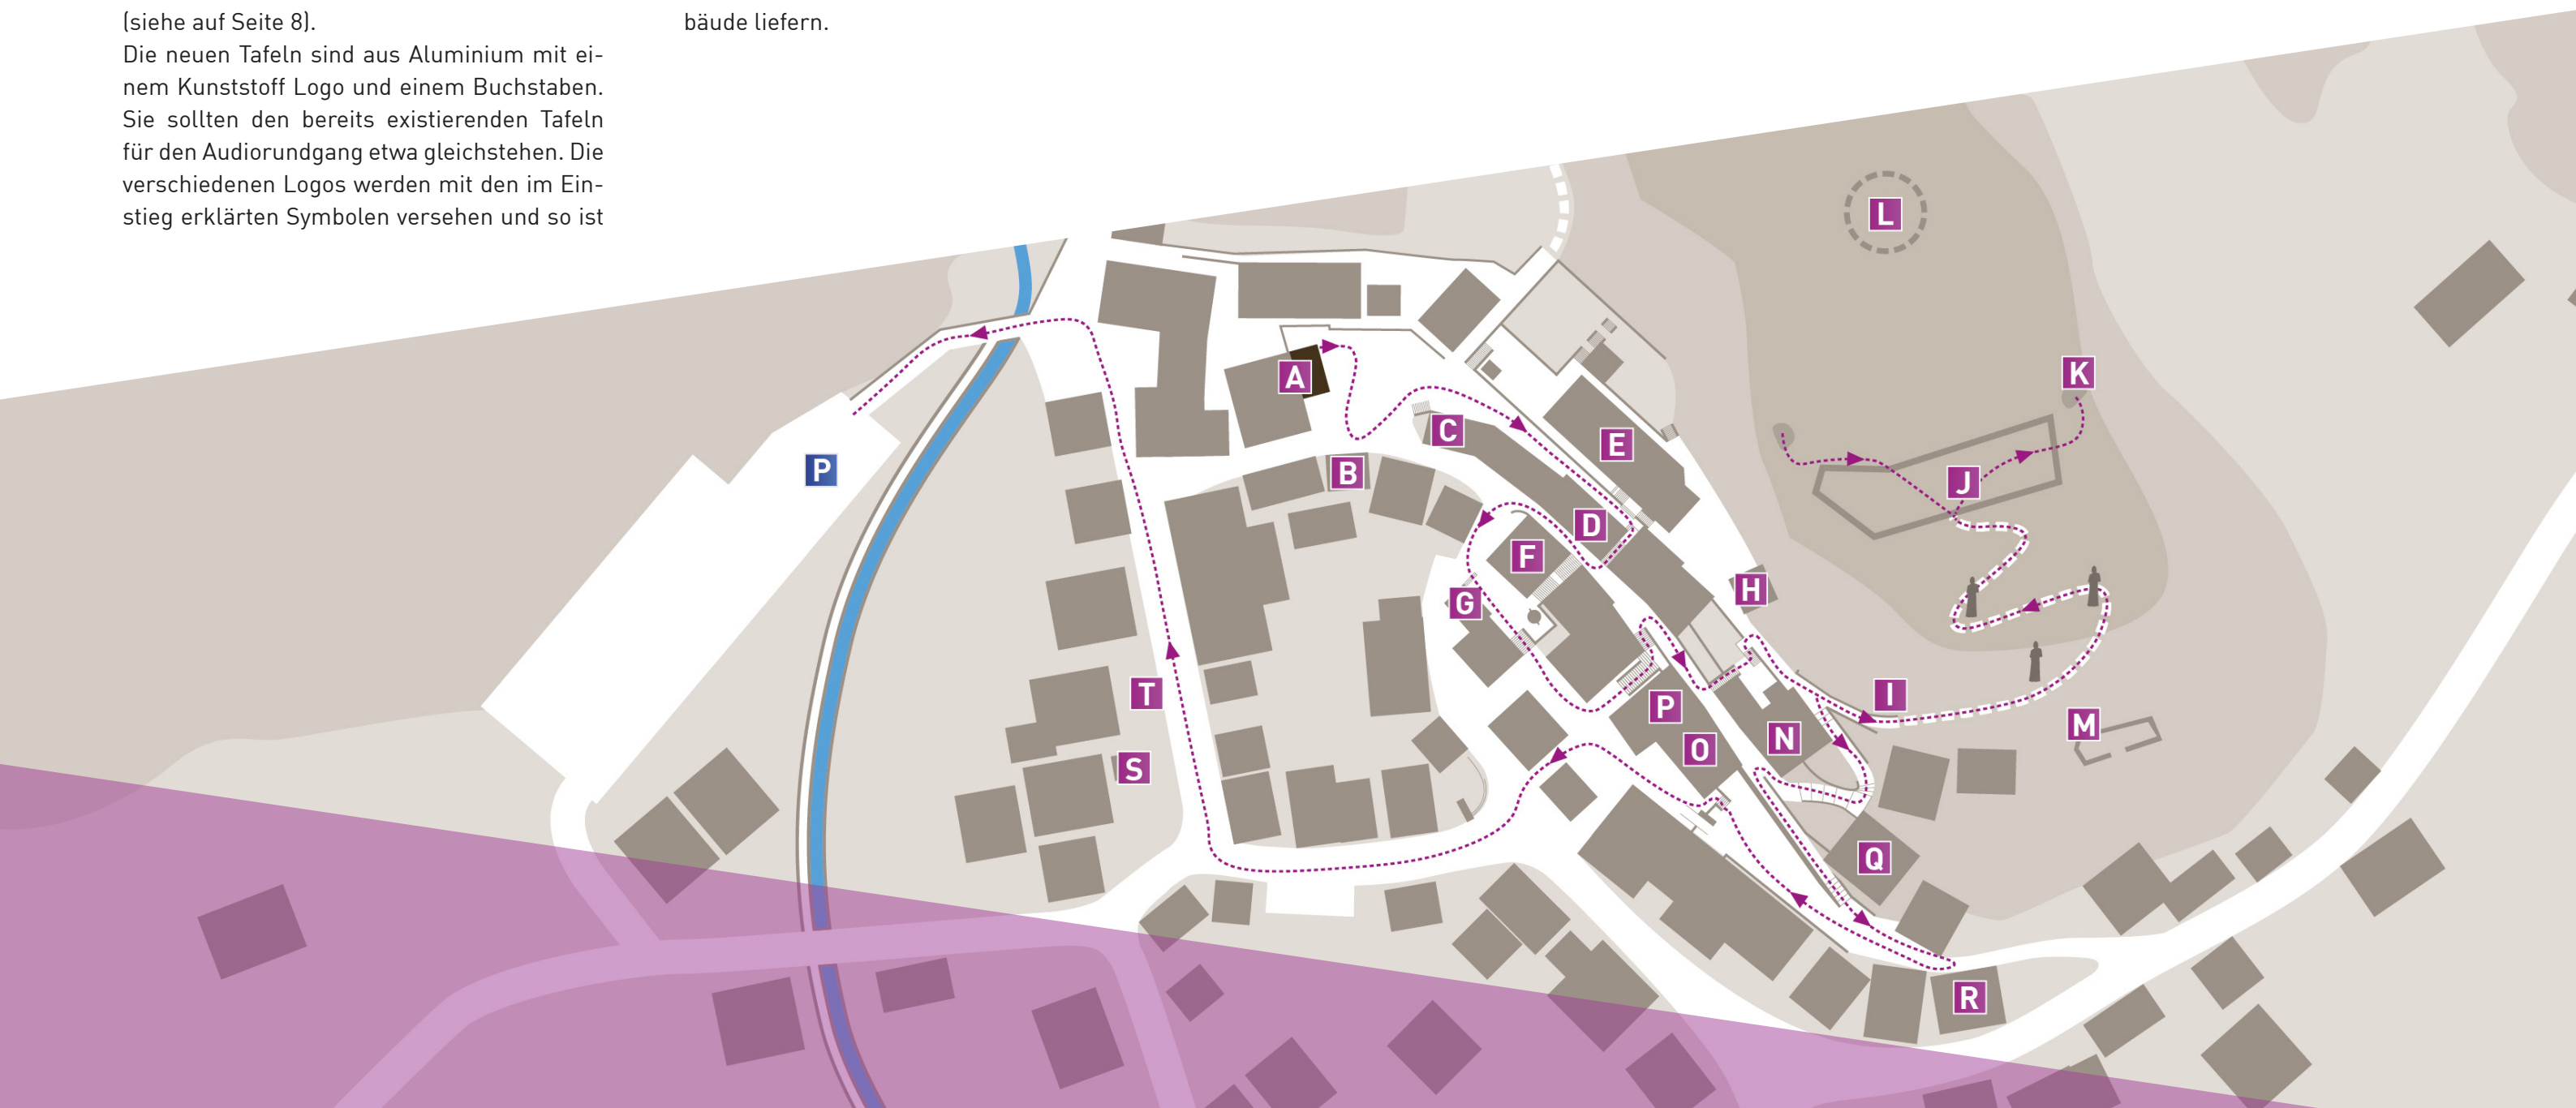 (siehe auf Seite 8).
Die neuen Tafeln sind aus Aluminium mit ei-
nem Kunststoff Logo und einem Buchstaben.
Sie sollten den bereits existierenden Tafeln
für den Audiorundgang etwa gleichstehen. Die
verschiedenen Logos werden mit den im Ein-
stieg erklärten Symbolen versehen und so ist
bäude liefern.
L
A
K
C
E
B
P
J
D
F
H
G
T
I
P
M
N
O
S
Q
R